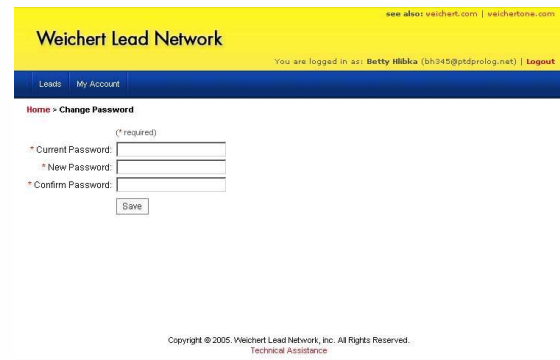 see also: weichert.com | weichertone.com
Weichert Lead Network
You are logged in as: Betty Hlibka (bh345@ptdprolog.net) | Logout
Leads My Account
Home > Change Password
(* required)
* Current Password:
* New Password:
* Confirm Password:
Save
Copyright © 2005. Weichert Lead Network, inc. All Rights Reserved.
Technical Assistance